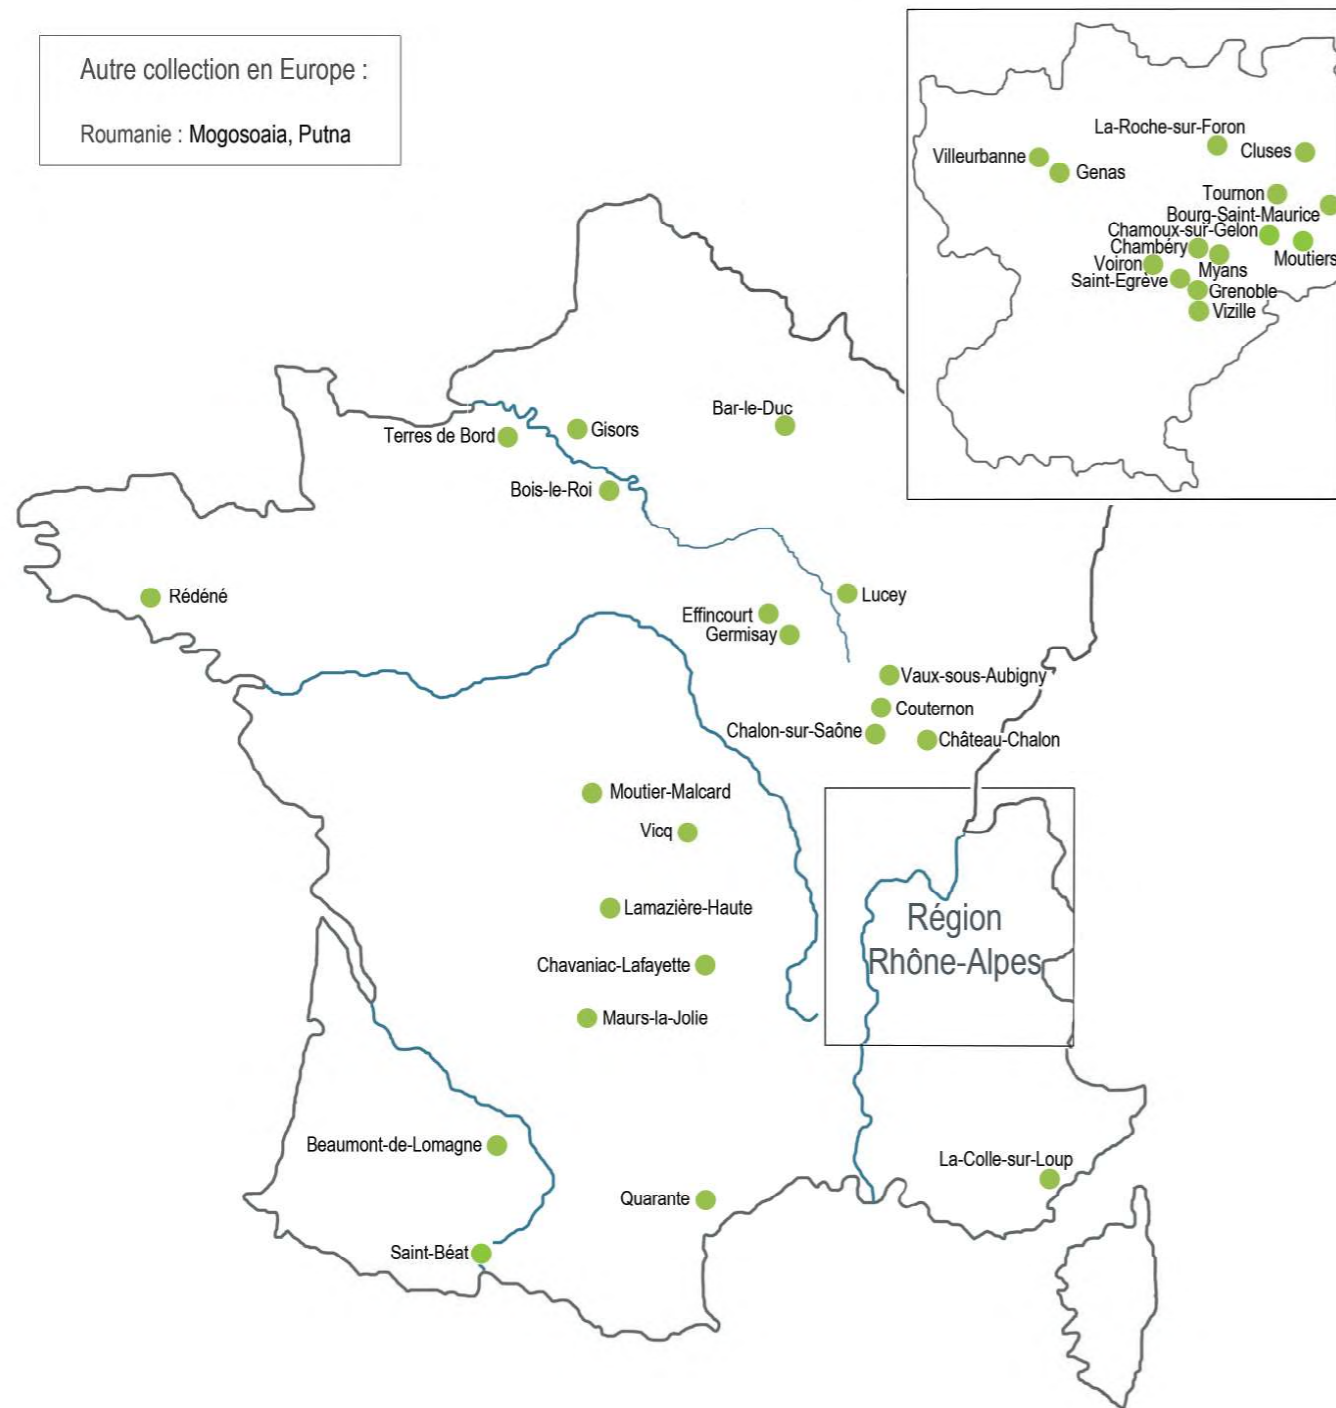 Autre collection en Europe :
Roumanie : Mogosoaia, Putna
La-Roche-sur-Foron
Villeurbanne
Cluses
Genas
Tournon
Bourg-Saint-Maurice
Chamoux-sur-Gelon
Chambéry
Moutiers
Voiron
Myans
Saint-Egrève
Grenoble
Vizille
Bar-le-Duc
Terres de Bord
Gisors
Bois-le-Roi
Rédéné
Lucey
Effincourt
Germisay
Vaux-sous-Aubigny
Couternon
Chalon-sur-Saône
Château-Chalon
Moutier-Malcard
Vicq
Lamazière-Haute
Région
Rhône-Alpes
Chavaniac-Lafayette
Maurs-la-Jolie
Beaumont-de-Lomagne
La-Colle-sur-Loup
Quarante
Saint-Béat